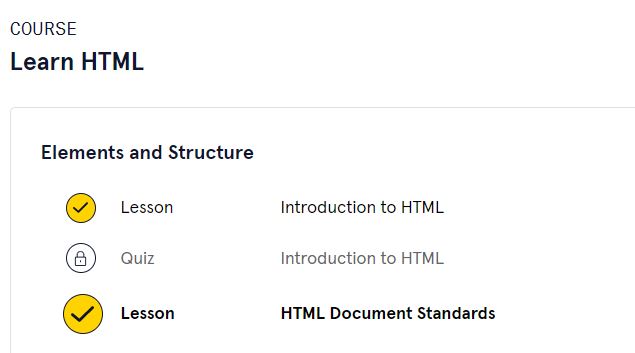 COURSE
Learn HTML
Elements and Structure
Lesson Introduction to HTML
Quiz Introduction to HTML
Lesson HTML Document Standards